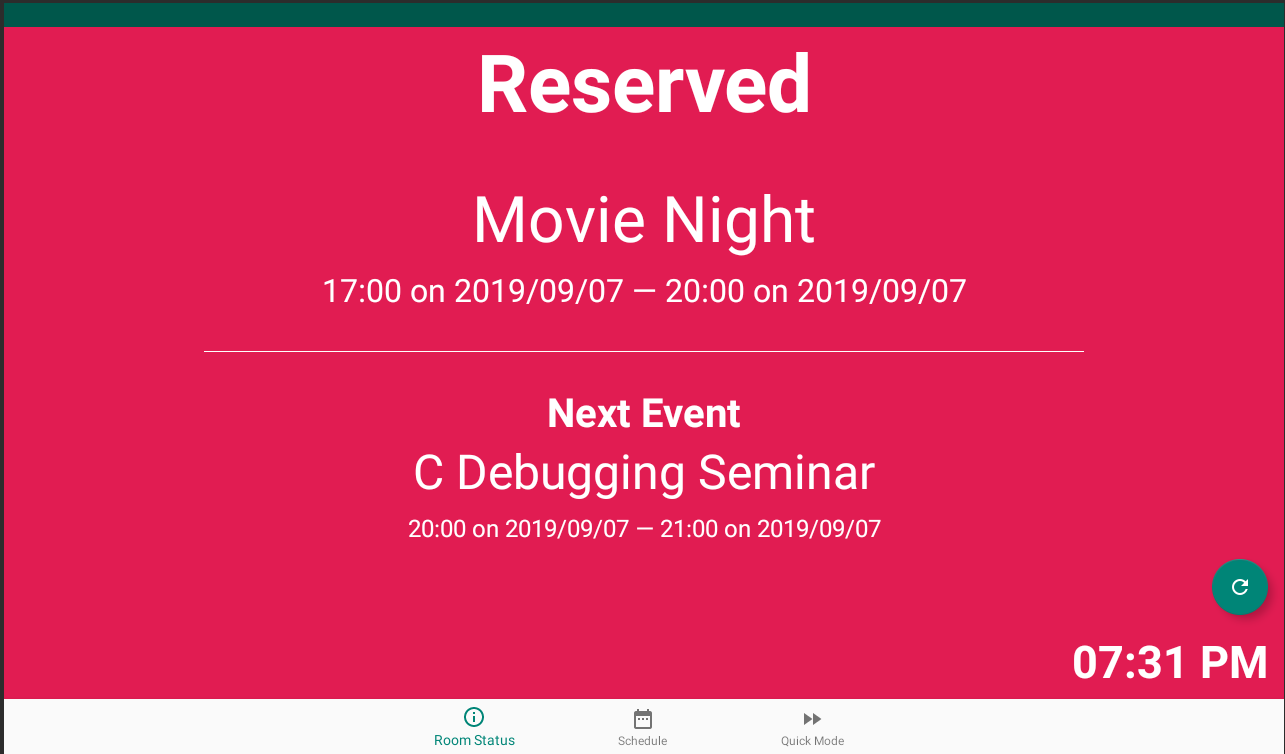 Reserved
Movie Night
17:00 on 2019/09/07 — 20:00 on 2019/09/07
Next Event
C Debugging Seminar
20:00 on 2019/09/07 — 21:00 on 2019/09/07
07:31 PM
Room Status
Schedule
Quick Mode